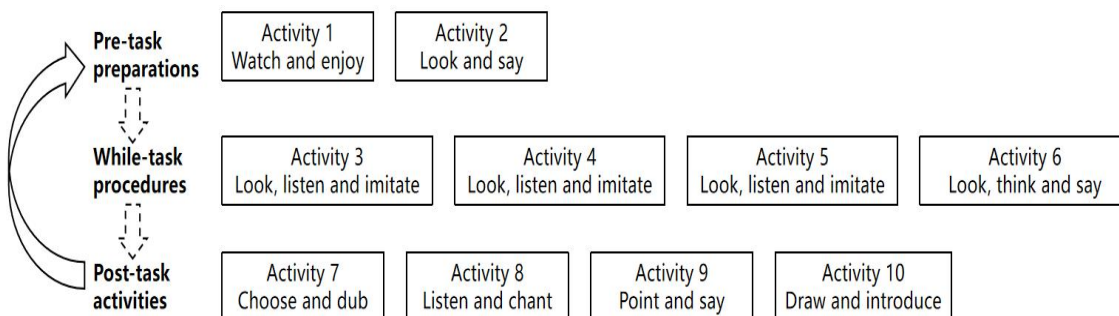 Pre-task
preparations
Activity 1
Watch and enjoy
Activity 2
Look and say
While-task
procedures
Activity 3
Look, listen and imitate
Activity 4
Look, listen and imitate
Activity 5
Look, listen and imitate
Activity 6
Look, think and say
Post-task
activities
Activity 7
Choose and dub
Activity 8
Listen and chant
Activity 9
Point and say
Activity 10
Draw and introduce